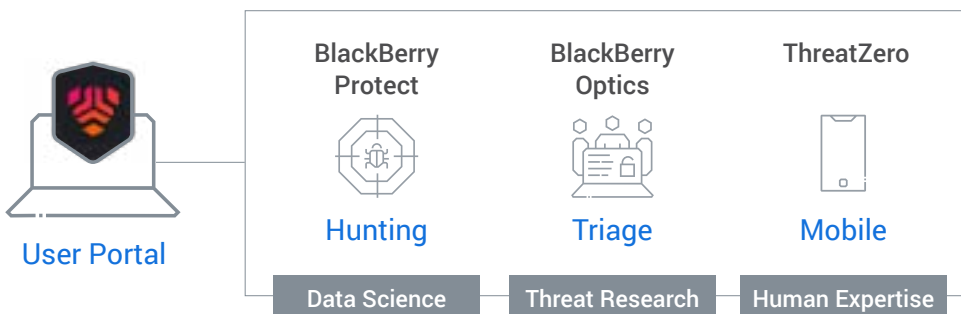 BlackBerry
Protect
BlackBerry
Optics
ThreatZero
Hunting
Triage
Mobile
User Portal
Data Science
Threat Research
Human Expertise